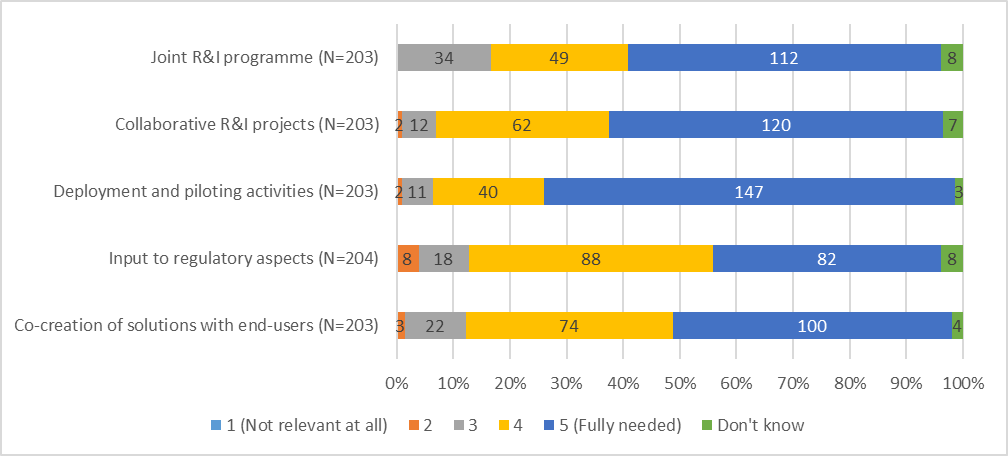 Joint R&I programme (N=203)
34 49 112 8
Collaborative R&I projects (N=203)
2 12 62 120 7
Deployment and piloting activities (N=203)
2 11 40 147 3
Input to regulatory aspects (N=204)
8 18 88 82 8
Co-creation of solutions with end-users (N=203)
3 22 74 100 4
0% 10% 20% 30% 40% 50% 60% 70% 80% 90% 100%
1 (Not relevant at all) 2 3 4 5 (Fully needed) Don't know